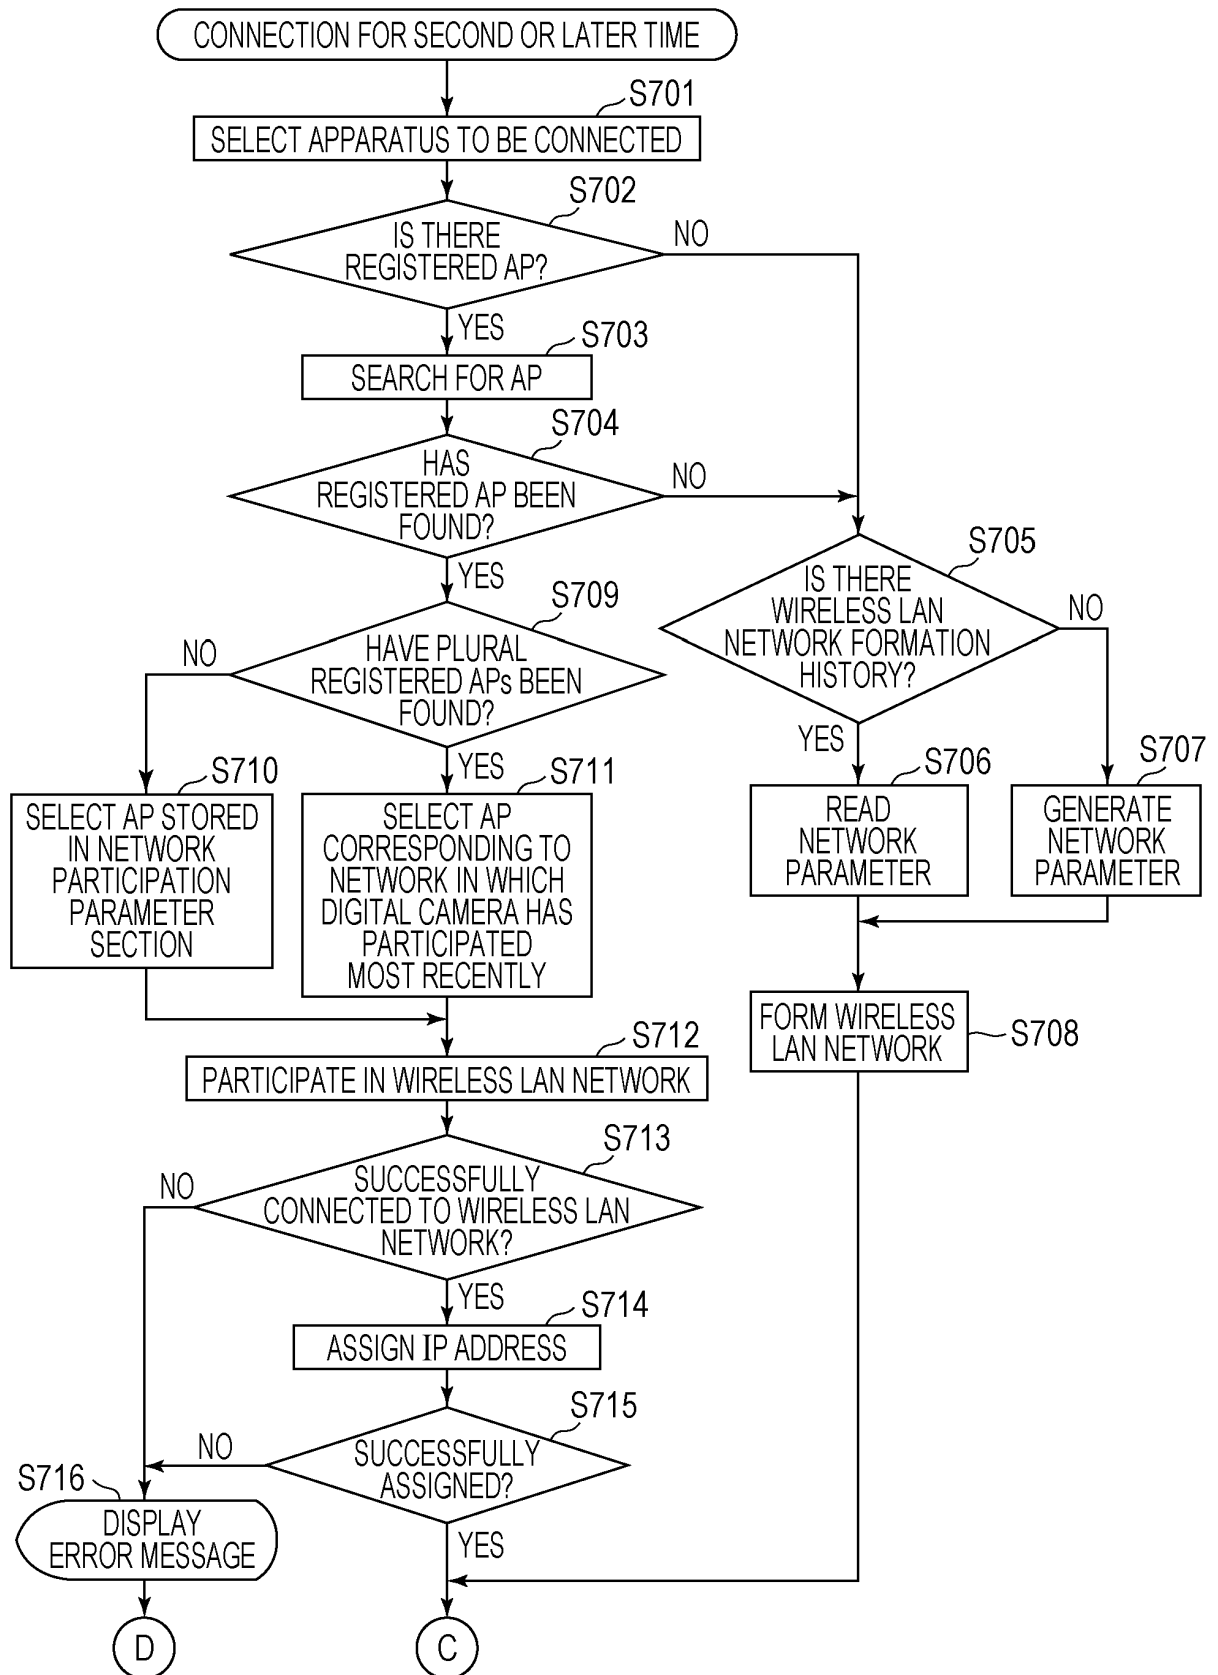 CONNECTION FOR SECOND OR LATER TIME
S701
SELECT APPARATUS TO BE CONNECTED
S702
IS THERE
REGISTERED AP?
NO
YES
S703
SEARCH FOR AP
S704
HAS
REGISTERED AP BEEN
FOUND?
NO
YES
S705
IS THERE
WIRELESS LAN
NETWORK FORMATION
HISTORY?
NO
YES
S709
HAVE PLURAL
REGISTERED APs BEEN
FOUND?
NO
YES
S710
SELECT AP STORED
IN NETWORK
PARTICIPATION
PARAMETER
SECTION
S711
SELECT AP
CORRESPONDING TO
NETWORK IN WHICH
DIGITAL CAMERA HAS
PARTICIPATED
MOST RECENTLY
S706
READ
NETWORK
PARAMETER
S707
GENERATE
NETWORK
PARAMETER
FORM WIRELESS
LAN NETWORK
S708
S712
PARTICIPATE IN WIRELESS LAN NETWORK
S713
SUCCESSFULLY
CONNECTED TO WIRELESS LAN
NETWORK?
NO
YES
S714
ASSIGN IP ADDRESS
S715
SUCCESSFULLY
ASSIGNED?
NO
YES
S716
DISPLAY
ERROR MESSAGE
D
C